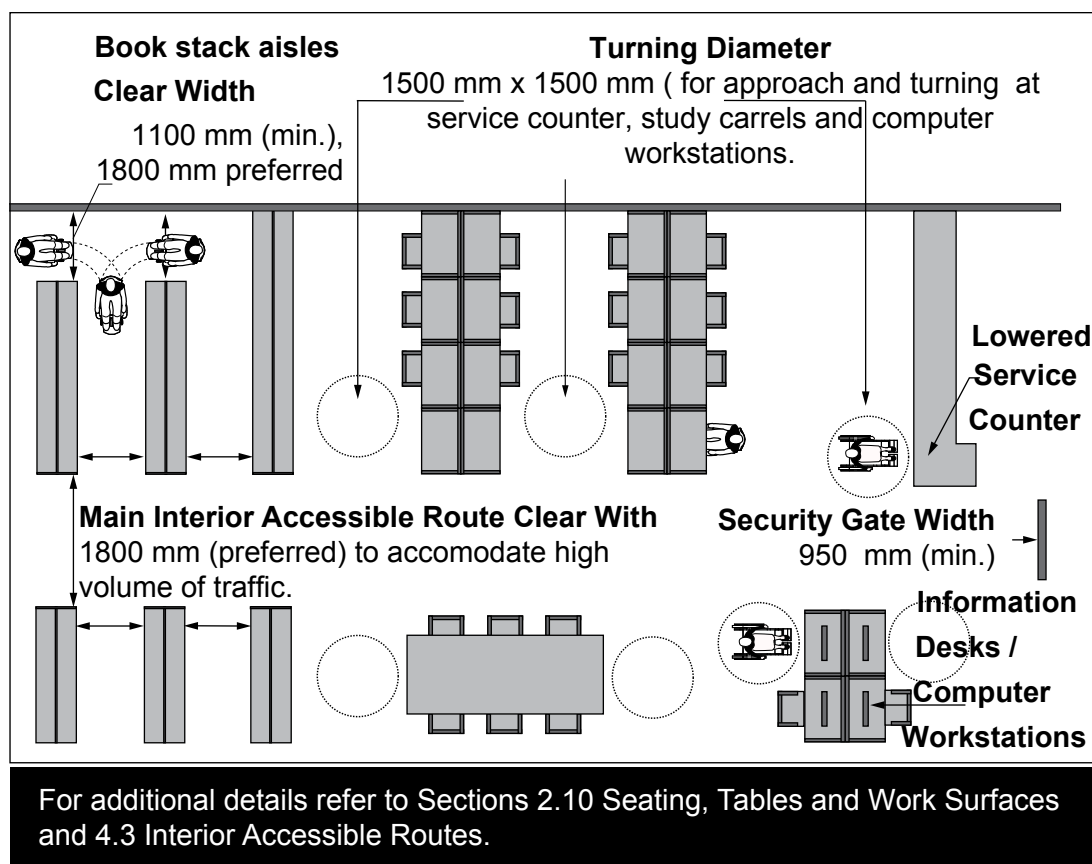 Book stack aisles
Clear Width
1100 mm (min.),
1800 mm preferred
Turning Diameter
1500 mm x 1500 mm ( for approach and turning at
service counter, study carrels and computer
workstations.
Lowered
Service
Counter
Main Interior Accessible Route Clear With
1800 mm (preferred) to accomodate high
volume of traffic.
Security Gate Width
950 mm (min.)
Information
Desks /
Computer
Workstations
For additional details refer to Sections 2.10 Seating, Tables and Work Surfaces
and 4.3 Interior Accessible Routes.